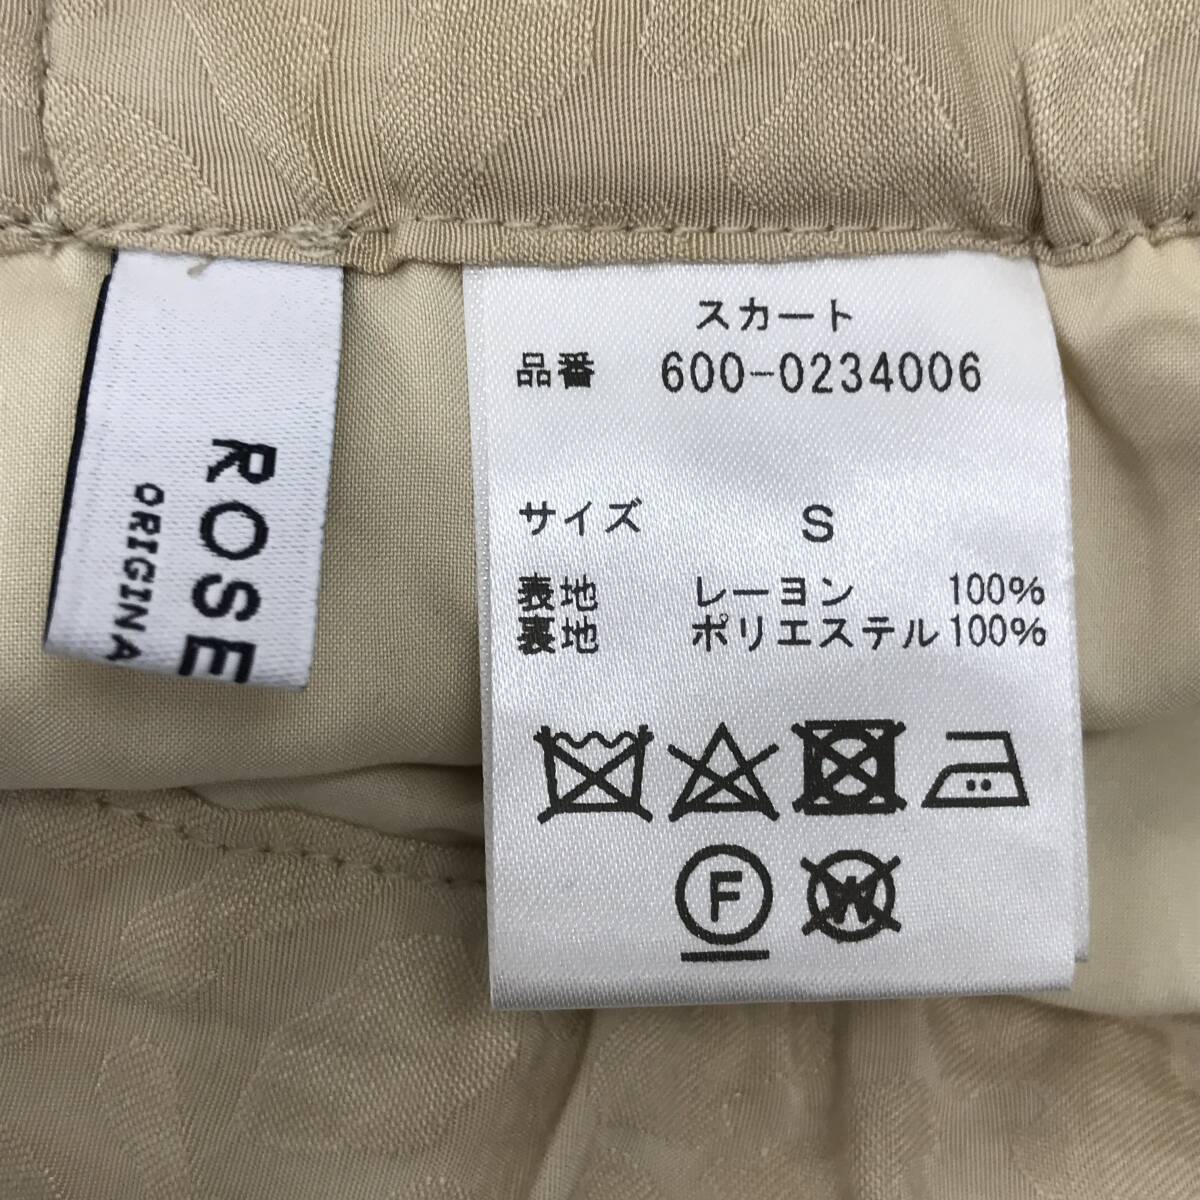 ROSE
ORIGINA
スカート
品番 600-0234006
サイズ S
表地 レーヨン 100%
裏地 ポリエステル 100%
F
W